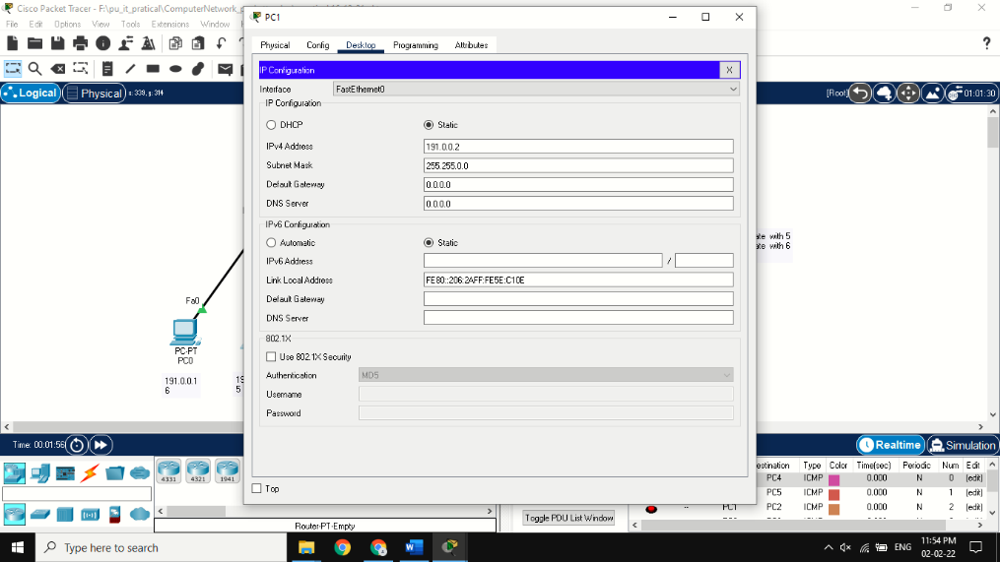 Cisco Packet Tracer - F:\pu_it_pratical\ComputerNetwork_p
File Edit Options View Tools Extensions Window
?
Logical Physical x: 339, y: 314
[Root] 01:01:30
PC1
Physical Config Desktop Programming Attributes
IP Configuration X
Interface FastEthernet0
IP Configuration
DHCP Static
IPv4 Address 191.0.0.2
Subnet Mask 255.255.0.0
Default Gateway 0.0.0.0
DNS Server 0.0.0.0
IPv6 Configuration
Automatic Static
IPv6 Address /
Link Local Address FE80::206:2AFF:FE5E:C10E
Default Gateway
DNS Server
802.1X
Use 802.1X Security
Authentication MD5
Username
Password
Top
with 5
with 6
Fa0
PC-PT
PC0
191.0.0.1
6
19
5
Time: 00:01:56
Realtime Simulation
4331 4321 1941
Router-PT-Empty
Toggle PDU List Window
estination Type Color Time(sec) Periodic Num Edit
PC4 ICMP 0.000 N 0 (edit)
PC5 ICMP 0.000 N 1 (edit)
-- PC1 PC2 ICMP 0.000 N 2 (edit)
Type here to search
ENG
11:54 PM
02-02-22